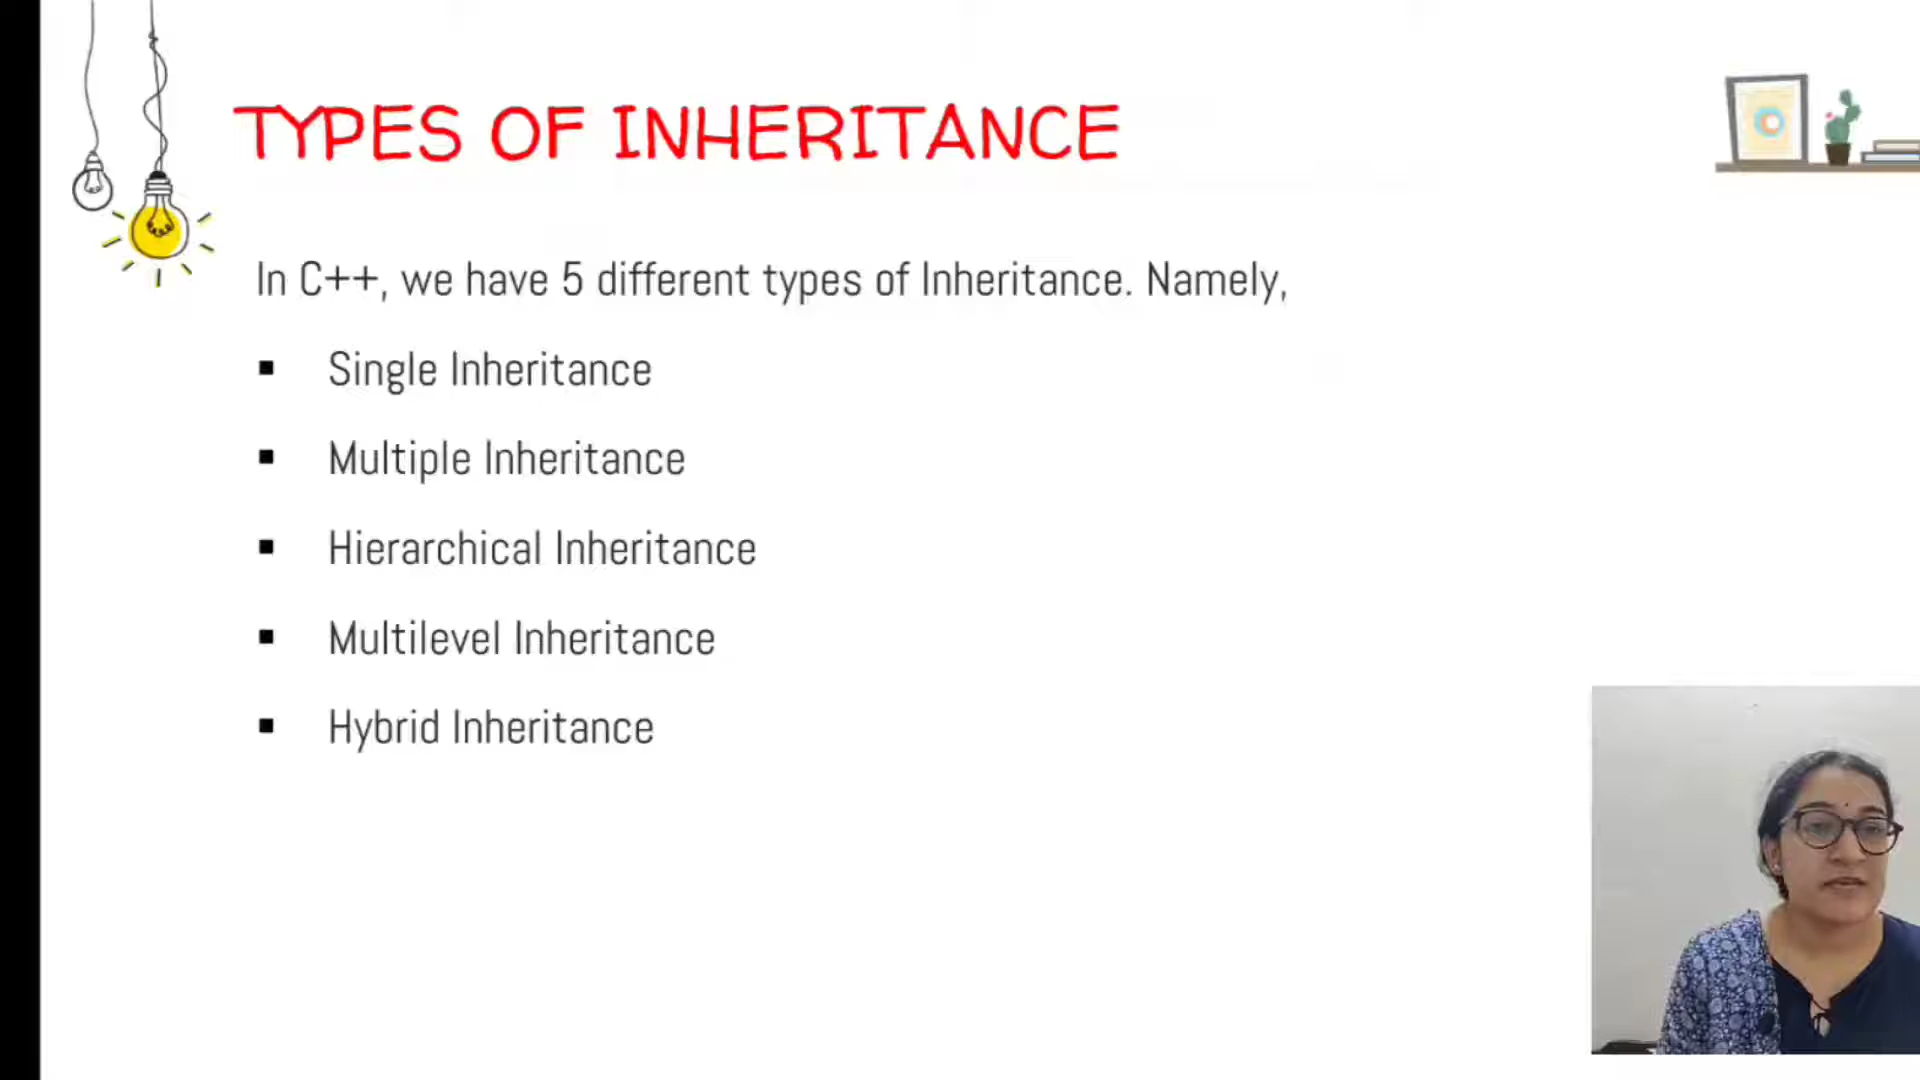 TYPES OF INHERITANCE
In C++, we have 5 different types of Inheritance. Namely,
▪ Single Inheritance
▪ Multiple Inheritance
▪ Hierarchical Inheritance
▪ Multilevel Inheritance
▪ Hybrid Inheritance